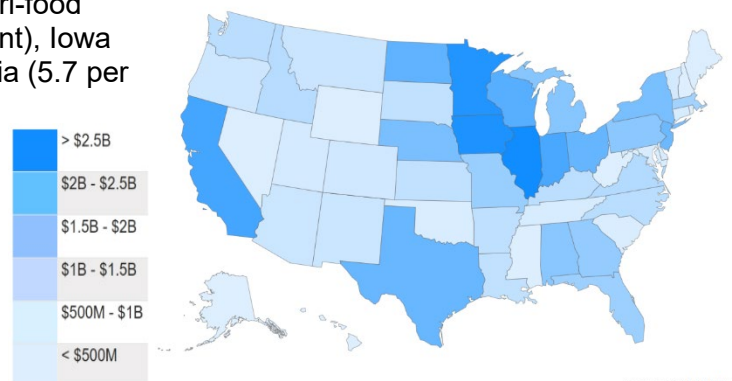 ri-food
nt), Iowa
ia (5.7 per
> $2.5B
$2B - $2.5B
$1.5B - $2B
$1B - $1.5B
$500M - $1B
< $500M